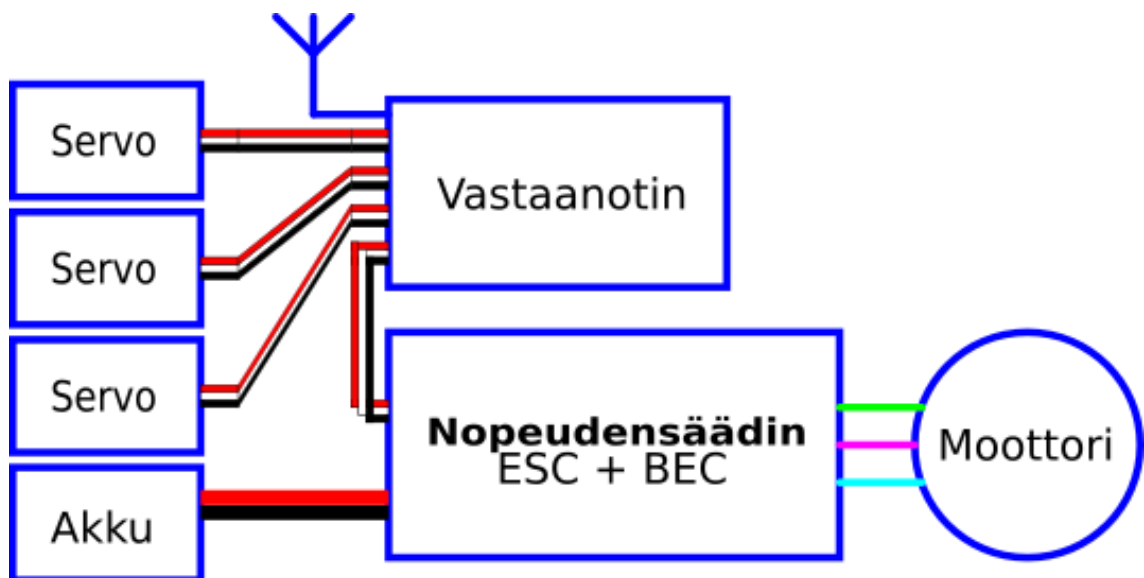 Servo
Vastaanotin
Servo
Servo
Nopeudensäädin
ESC + BEC
Moottori
Akku